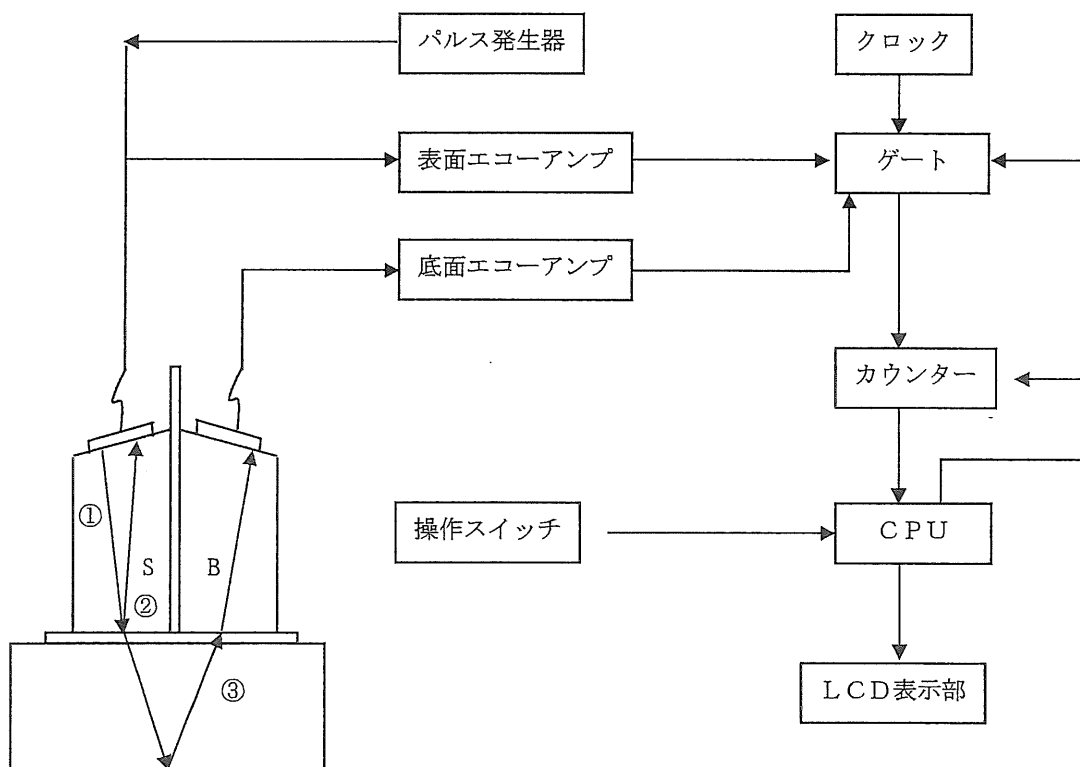 パルス発生器
クロック
表面エコーアンプ
ゲート
底面エコーアンプ
カウンター
①
操作スイッチ
ＣＰＵ
S
B
②
③
ＬＣＤ表示部